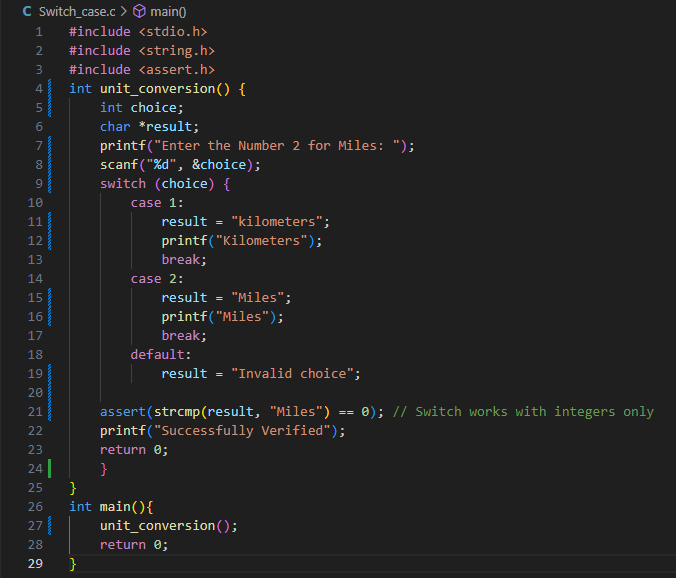 C Switch_case.c > main()
1 #include <stdio.h>
2 #include <string.h>
3 #include <assert.h>
4 int unit_conversion() {
5     int choice;
6     char *result;
7     printf("Enter the Number 2 for Miles: ");
8     scanf("%d", &choice);
9     switch (choice) {
10         case 1:
11             result = "kilometers";
12             printf("Kilometers");
13             break;
14         case 2:
15             result = "Miles";
16             printf("Miles");
17             break;
18         default:
19             result = "Invalid choice";
20
21     assert(strcmp(result, "Miles") == 0); // Switch works with integers only
22     printf("Successfully Verified");
23     return 0;
24     }
25 }
26 int main(){
27     unit_conversion();
28     return 0;
29 }